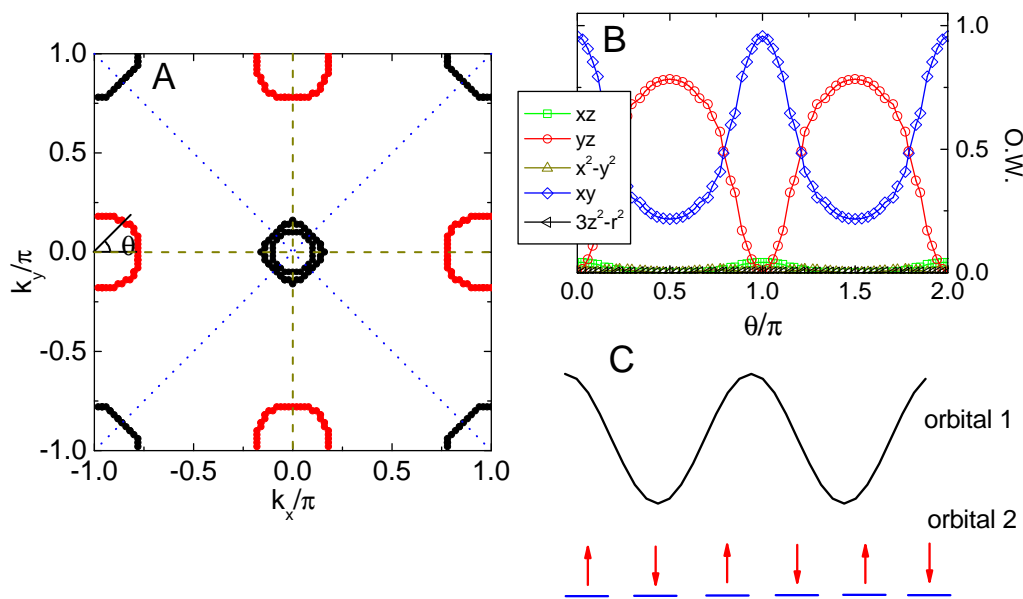 A
1.0
0.5
0.0
-0.5
-1.0
k_y/π
θ
-1.0 -0.5 0.0 0.5 1.0
k_x/π
B
xz
yz
x²-y²
xy
3z²-r²
1.0
0.5
0.0
O.W.
0.0 0.5 1.0 1.5 2.0
θ/π
C
orbital 1
orbital 2